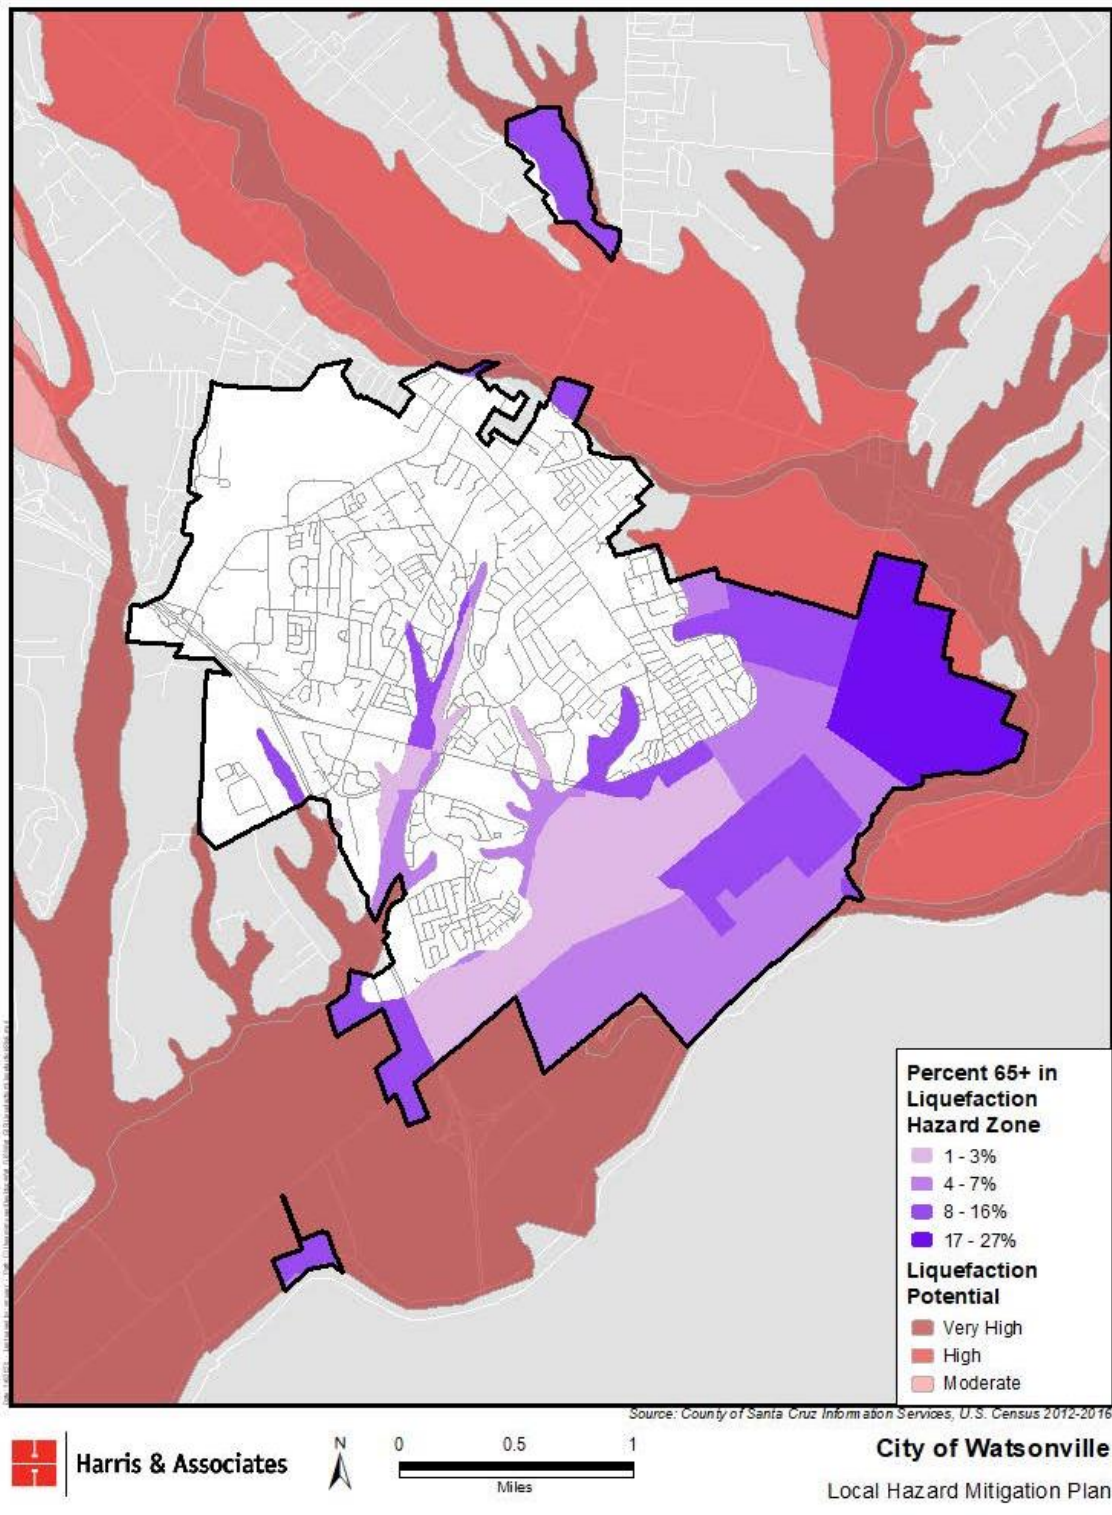 Percent 65+ in
Liquefaction
Hazard Zone
1 - 3%
4 - 7%
8 - 16%
17 - 27%
Liquefaction
Potential
Very High
High
Moderate
Source: County of Santa Cruz Information Services, U.S. Census 2012-2016
Harris & Associates
N
0 0.5 1
Miles
City of Watsonville
Local Hazard Mitigation Plan